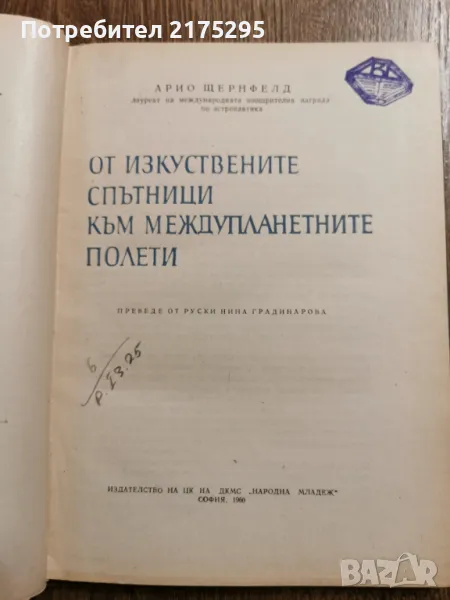 Потребител 2175295
АРИО ЩЕРНФЕЛД
лауреат на международната поощрителна награда
по астронавтика
ОТ ИЗКУСТВЕНИТЕ
СПЪТНИЦИ
КЪМ МЕЖДУПЛАНЕТНИТЕ
ПОЛЕТИ
ПРЕВЕДЕ ОТ РУСКИ НИНА ГРАДИНАРОВА
ИЗДАТЕЛСТВО НА ЦК НА ДКМС „НАРОДНА МЛАДЕЖ"
СОФИЯ, 1960
BAZAR